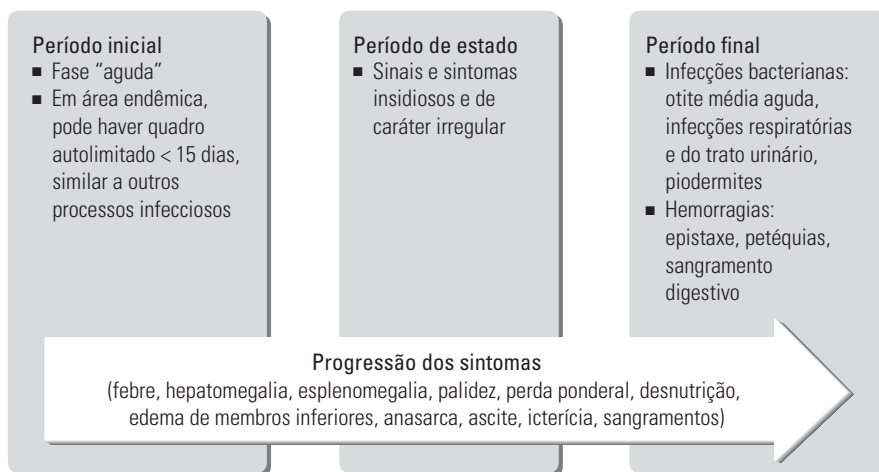 Período inicial
■ Fase “aguda”
■ Em área endêmica,
pode haver quadro
autolimitado < 15 dias,
similar a outros
processos infecciosos
Período de estado
■ Sinais e sintomas
insidiosos e de
caráter irregular
Período final
■ Infecções bacterianas:
otite média aguda,
infecções respiratórias
e do trato urinário,
piodermites
■ Hemorragias:
epistaxe, petéquias,
sangramento
digestivo
Progressão dos sintomas
(febre, hepatomegalia, esplenomegalia, palidez, perda ponderal, desnutrição,
edema de membros inferiores, anasarca, ascite, icterícia, sangramentos)